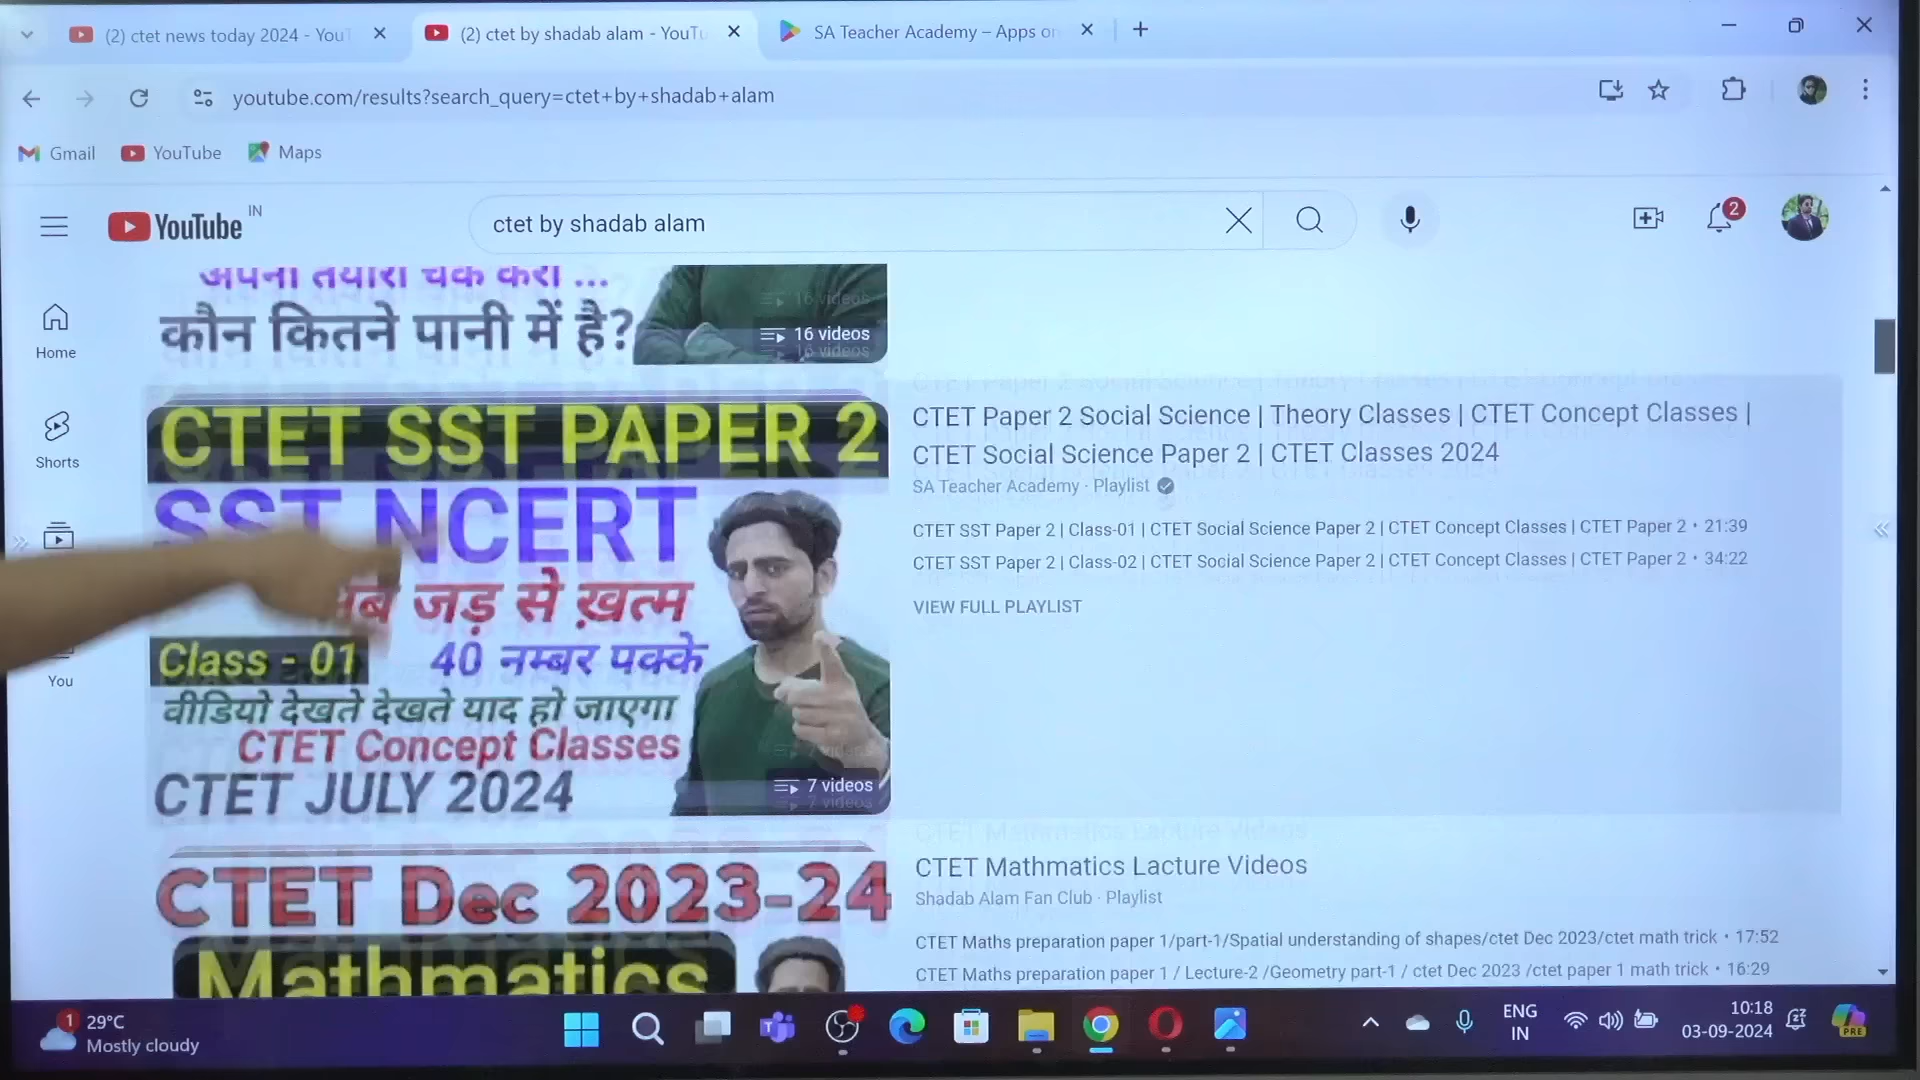 (2) ctet news today 2024 - YouT
(2) ctet by shadab alam - YouTu
SA Teacher Academy – Apps on
youtube.com/results?search_query=ctet+by+shadab+alam
Gmail
YouTube
Maps
YouTube IN
ctet by shadab alam
2
Home
Shorts
You
अपनी तैयारी चेक करो ...
कौन कितने पानी में है?
16 videos
CTET SST PAPER 2
SST NCERT
जड़ से ख़त्म
Class - 01
40 नम्बर पक्के
वीडियो देखते देखते याद हो जाएगा
CTET Concept Classes
CTET JULY 2024
7 videos
CTET Paper 2 Social Science | Theory Classes | CTET Concept Classes |
CTET Social Science Paper 2 | CTET Classes 2024
SA Teacher Academy · Playlist
CTET SST Paper 2 | Class-01 | CTET Social Science Paper 2 | CTET Concept Classes | CTET Paper 2 · 21:39
CTET SST Paper 2 | Class-02 | CTET Social Science Paper 2 | CTET Concept Classes | CTET Paper 2 · 34:22
VIEW FULL PLAYLIST
CTET Dec 2023-24
Mathmatics
CTET Mathmatics Lacture Videos
Shadab Alam Fan Club · Playlist
CTET Maths preparation paper 1/part-1/Spatial understanding of shapes/ctet Dec 2023/ctet math trick · 17:52
CTET Maths preparation paper 1 / Lecture-2 /Geometry part-1 / ctet Dec 2023 /ctet paper 1 math trick · 16:29
1
29°C
Mostly cloudy
ENG
IN
10:18
03-09-2024
PRE